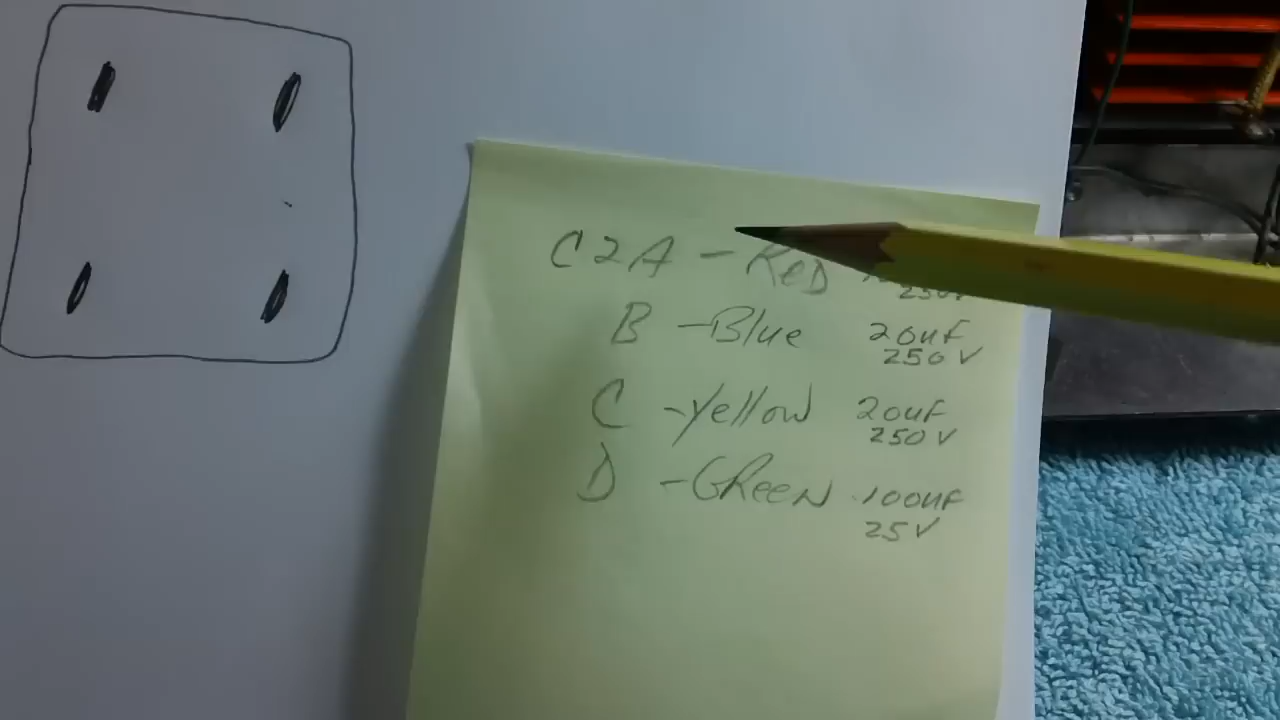 C2A - Red
B - Blue 20uF
250V
C - Yellow 20uF
250V
D - Green 100uF
25V